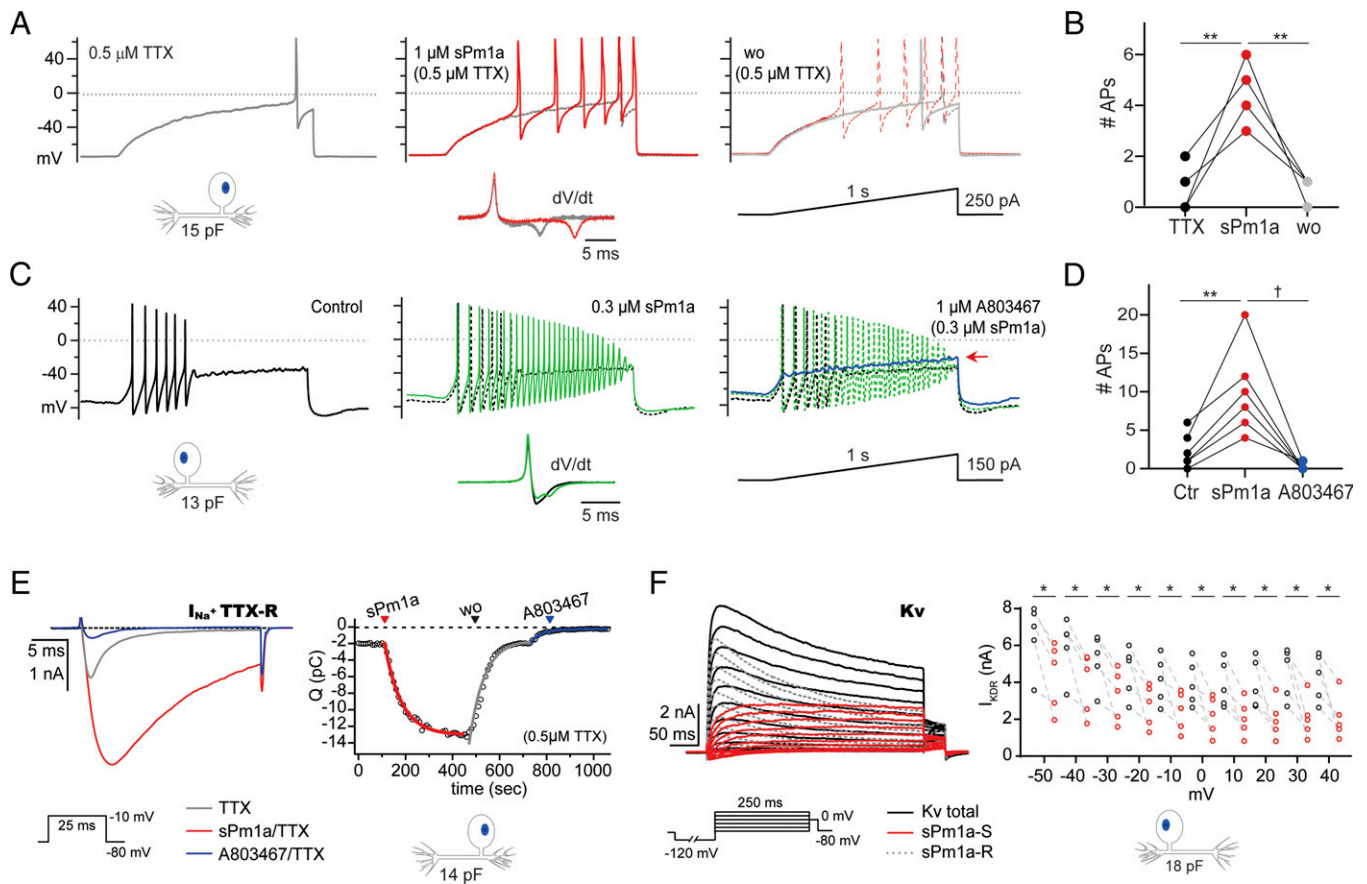 A
0.5 µM TTX
1 µM sPm1a
(0.5 µM TTX)
wo
(0.5 µM TTX)
40
0
-40
mV
15 pF
dV/dt
5 ms
1 s
250 pA
B
**
**
# APs
6
4
2
0
TTX
sPm1a
wo
C
Control
0.3 µM sPm1a
1 µM A803467
(0.3 µM sPm1a)
40
0
-40
mV
13 pF
dV/dt
5 ms
1 s
150 pA
D
**
†
# APs
20
15
10
5
0
Ctr
sPm1a
A803467
E
INa+ TTX-R
5 ms
1 nA
25 ms
-10 mV
-80 mV
TTX
sPm1a/TTX
A803467/TTX
sPm1a
wo
A803467
Q (pC)
0
-2
-4
-6
-8
-10
-12
-14
(0.5µM TTX)
0 200 400 600 800 1000
time (sec)
14 pF
F
Kv
2 nA
50 ms
250 ms
0 mV
-80 mV
-120 mV
Kv total
sPm1a-S
sPm1a-R
* * * * * * * * * *
IKDR (nA)
8
6
4
2
0
-50 -40 -30 -20 -10 0 10 20 30 40
mV
18 pF